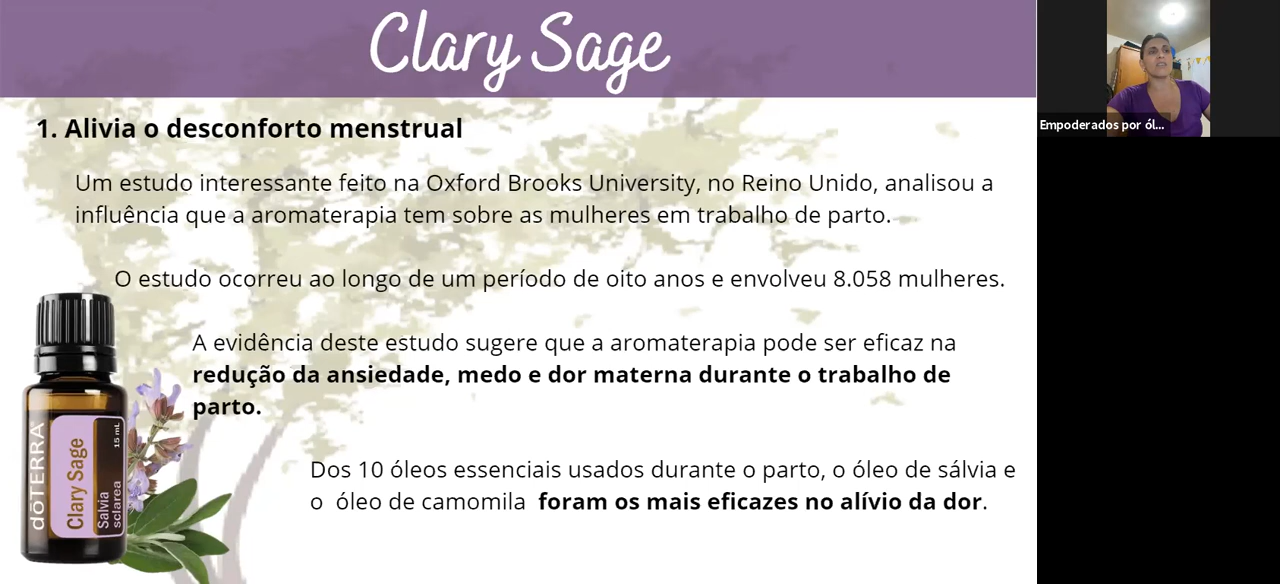 Clary Sage
1. Alivia o desconforto menstrual
Um estudo interessante feito na Oxford Brooks University, no Reino Unido, analisou a
influência que a aromaterapia tem sobre as mulheres em trabalho de parto.
O estudo ocorreu ao longo de um período de oito anos e envolveu 8.058 mulheres.
A evidência deste estudo sugere que a aromaterapia pode ser eficaz na
redução da ansiedade, medo e dor materna durante o trabalho de
parto.
Dos 10 óleos essenciais usados durante o parto, o óleo de sálvia e
o óleo de camomila foram os mais eficazes no alívio da dor.
dōTERRA
Clary Sage
Salvia
sclarea
15 mL
Empoderados por ól...